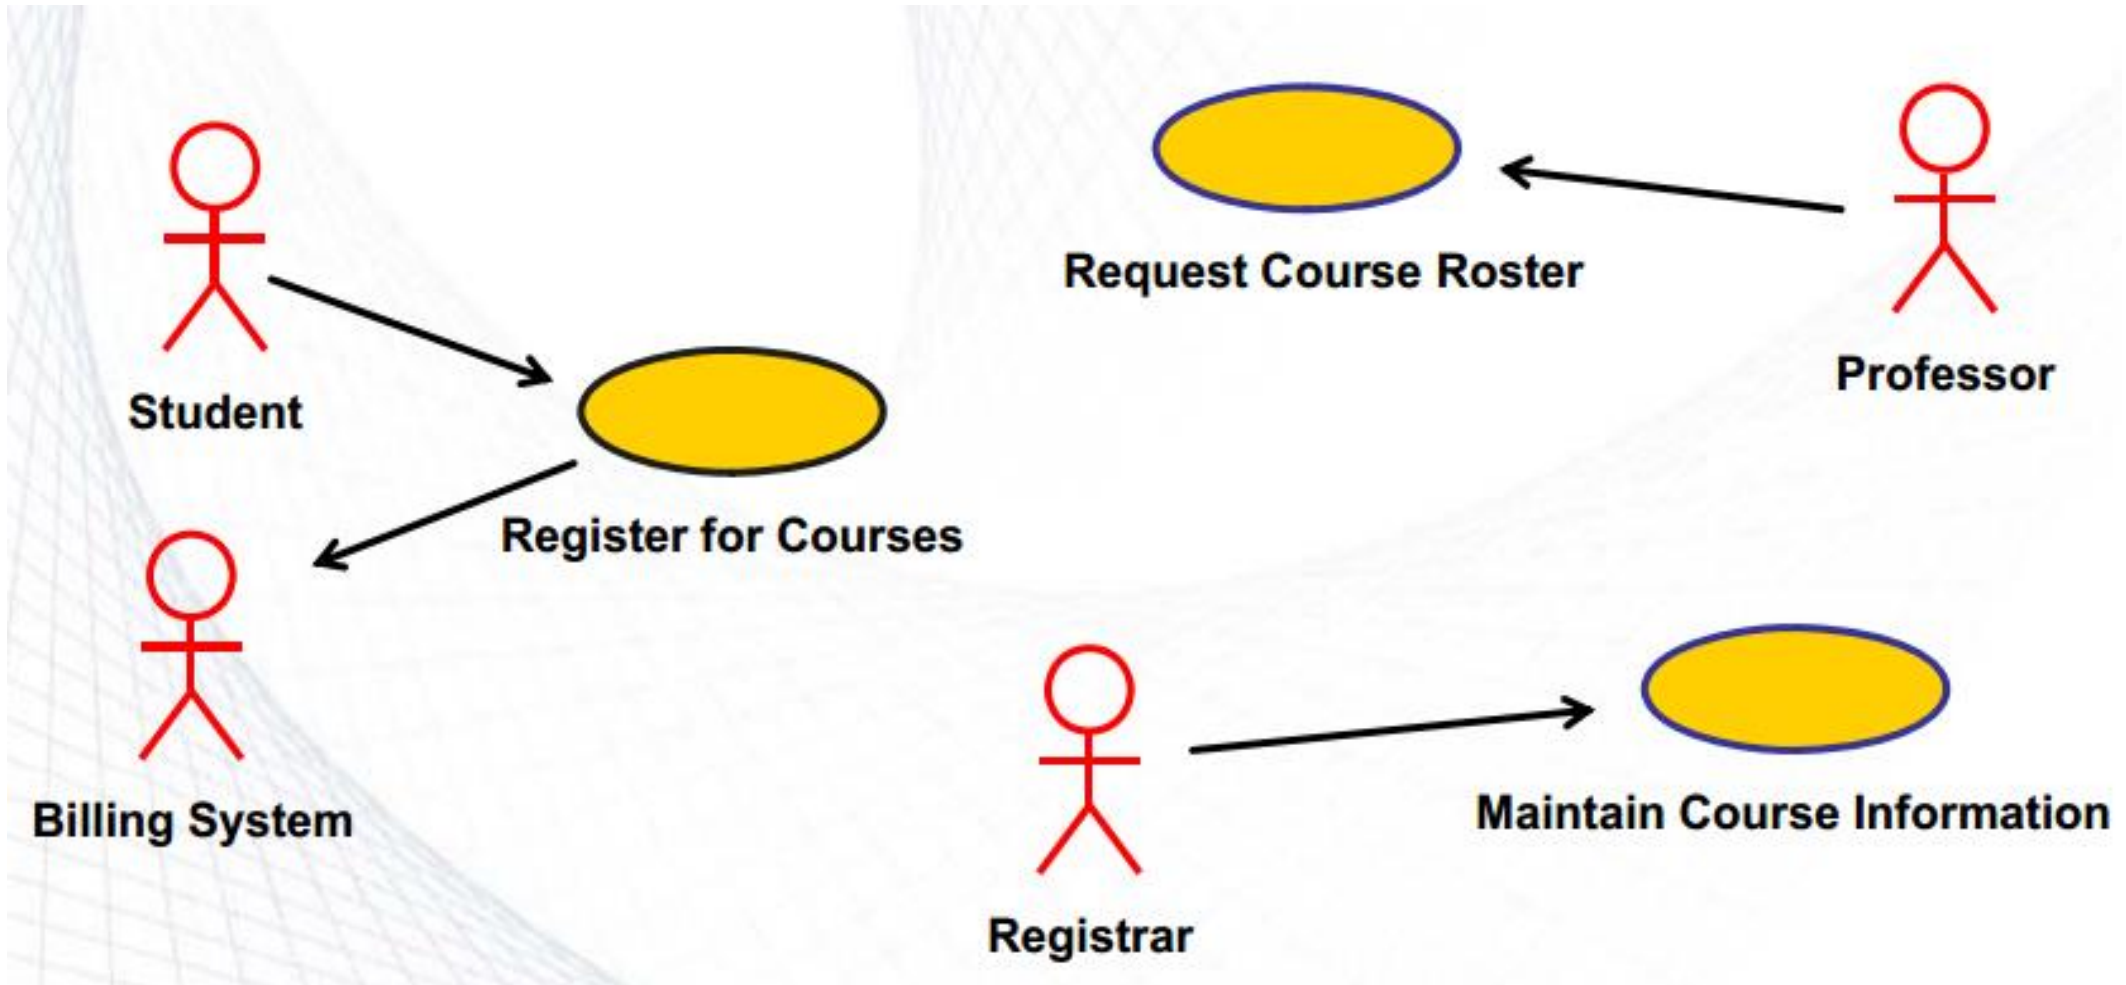 Request Course Roster
Professor
Student
Register for Courses
Billing System
Maintain Course Information
Registrar